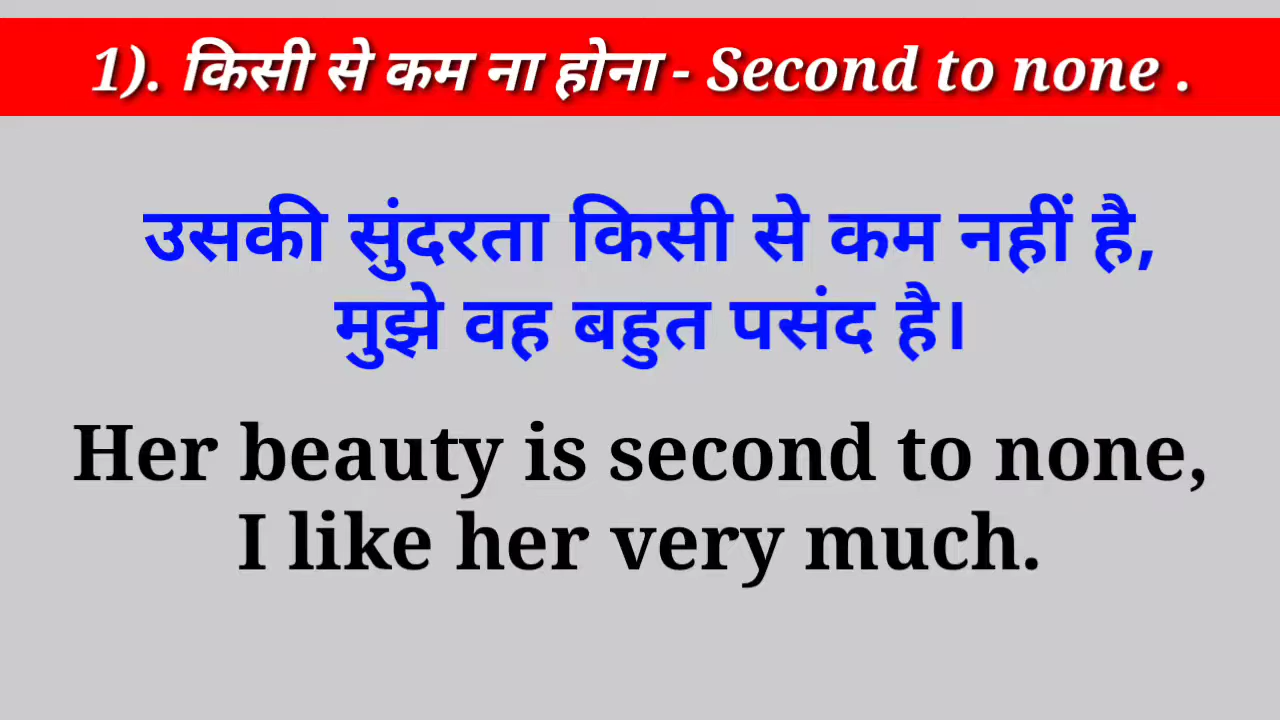 1). किसी से कम ना होना - Second to none .
उसकी सुंदरता किसी से कम नहीं है,
मुझे वह बहुत पसंद है।
Her beauty is second to none,
I like her very much.